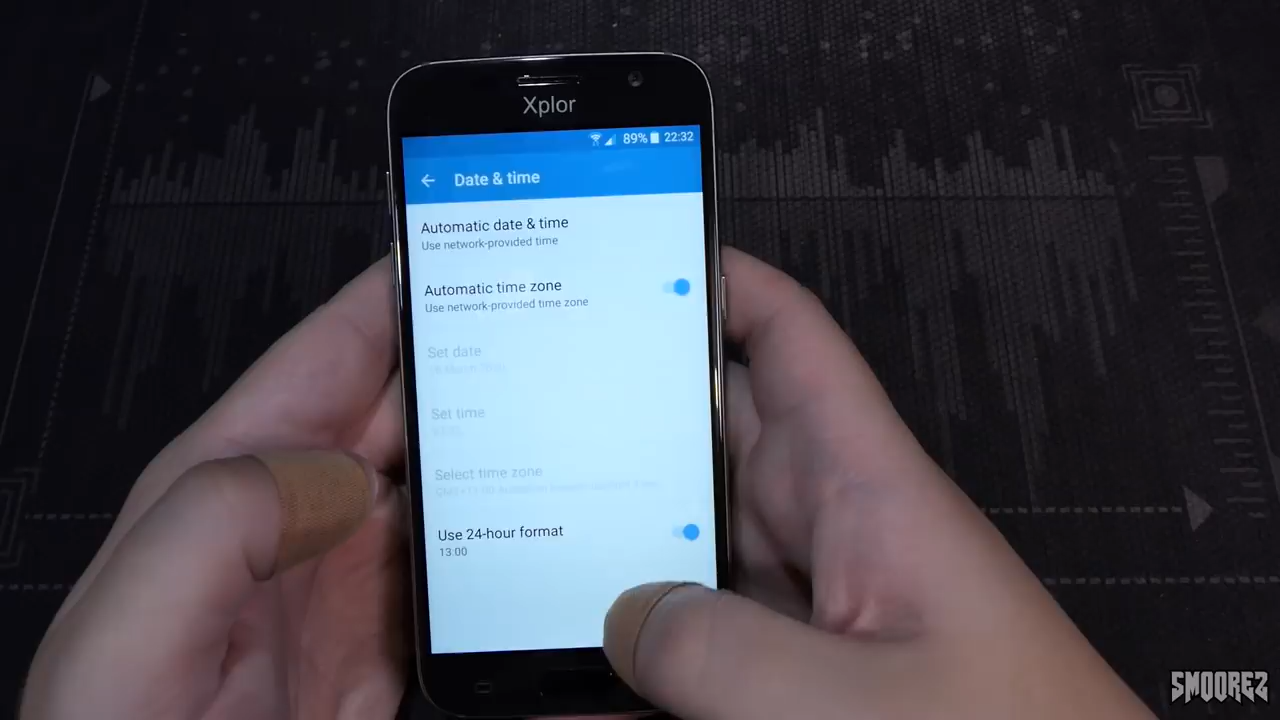 Xplor
89% 22:32
Date & time
Automatic date & time
Use network-provided time
Automatic time zone
Use network-provided time zone
Set date
Set time
Select time zone
Use 24-hour format
13:00
SMOOREZ